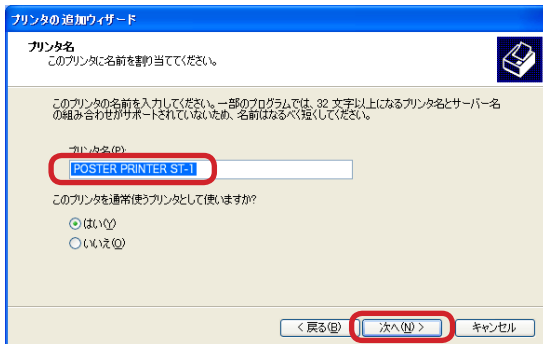 プリンタの追加ウィザード
プリンタ名
このプリンタに名前を割り当ててください。
このプリンタの名前を入力してください。一部のプログラムでは、32 文字以上になるプリンタ名とサーバー名
の組み合わせがサポートされていないため、名前はなるべく短くしてください。
プリンタ名(P):
POSTER PRINTER ST-1
このプリンタを通常使うプリンタとして使いますか?
はい(Y)
いいえ(O)
< 戻る(B)
次へ(N) >
キャンセル